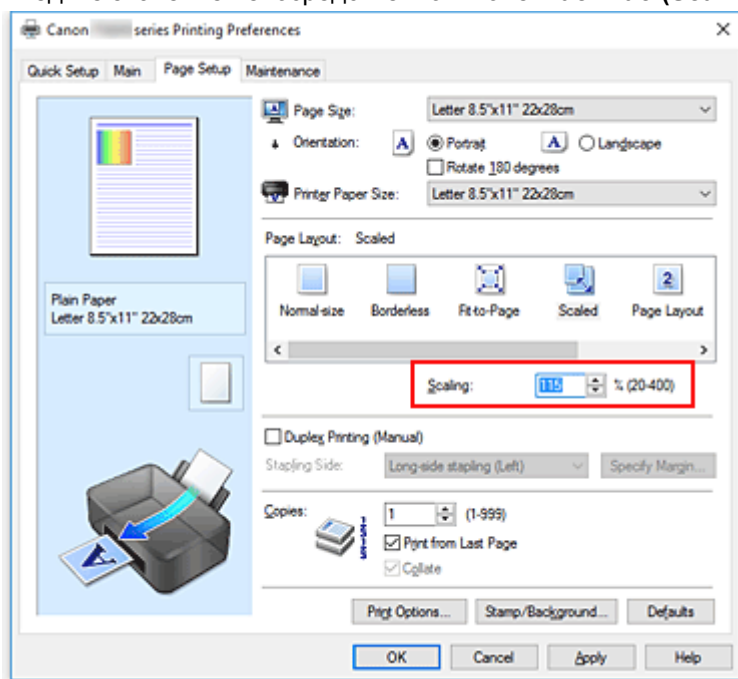 Canon series Printing Preferences
Quick Setup Main Page Setup Maintenance
Page Size: Letter 8.5"x11" 22x28cm
Orientation: A Portrait A Landscape
Rotate 180 degrees
Printer Paper Size: Letter 8.5"x11" 22x28cm
Page Layout: Scaled
Normal-size Borderless Fit-to-Page Scaled 2 Page Layout
Plain Paper
Letter 8.5"x11" 22x28cm
Scaling: 115 % (20-400)
Duplex Printing (Manual)
Stapling Side: Long-side stapling (Left) Specify Margin...
Copies: 1 (1-999)
Print from Last Page
Collate
A
Print Options... Stamp/Background... Defaults
OK Cancel Apply Help